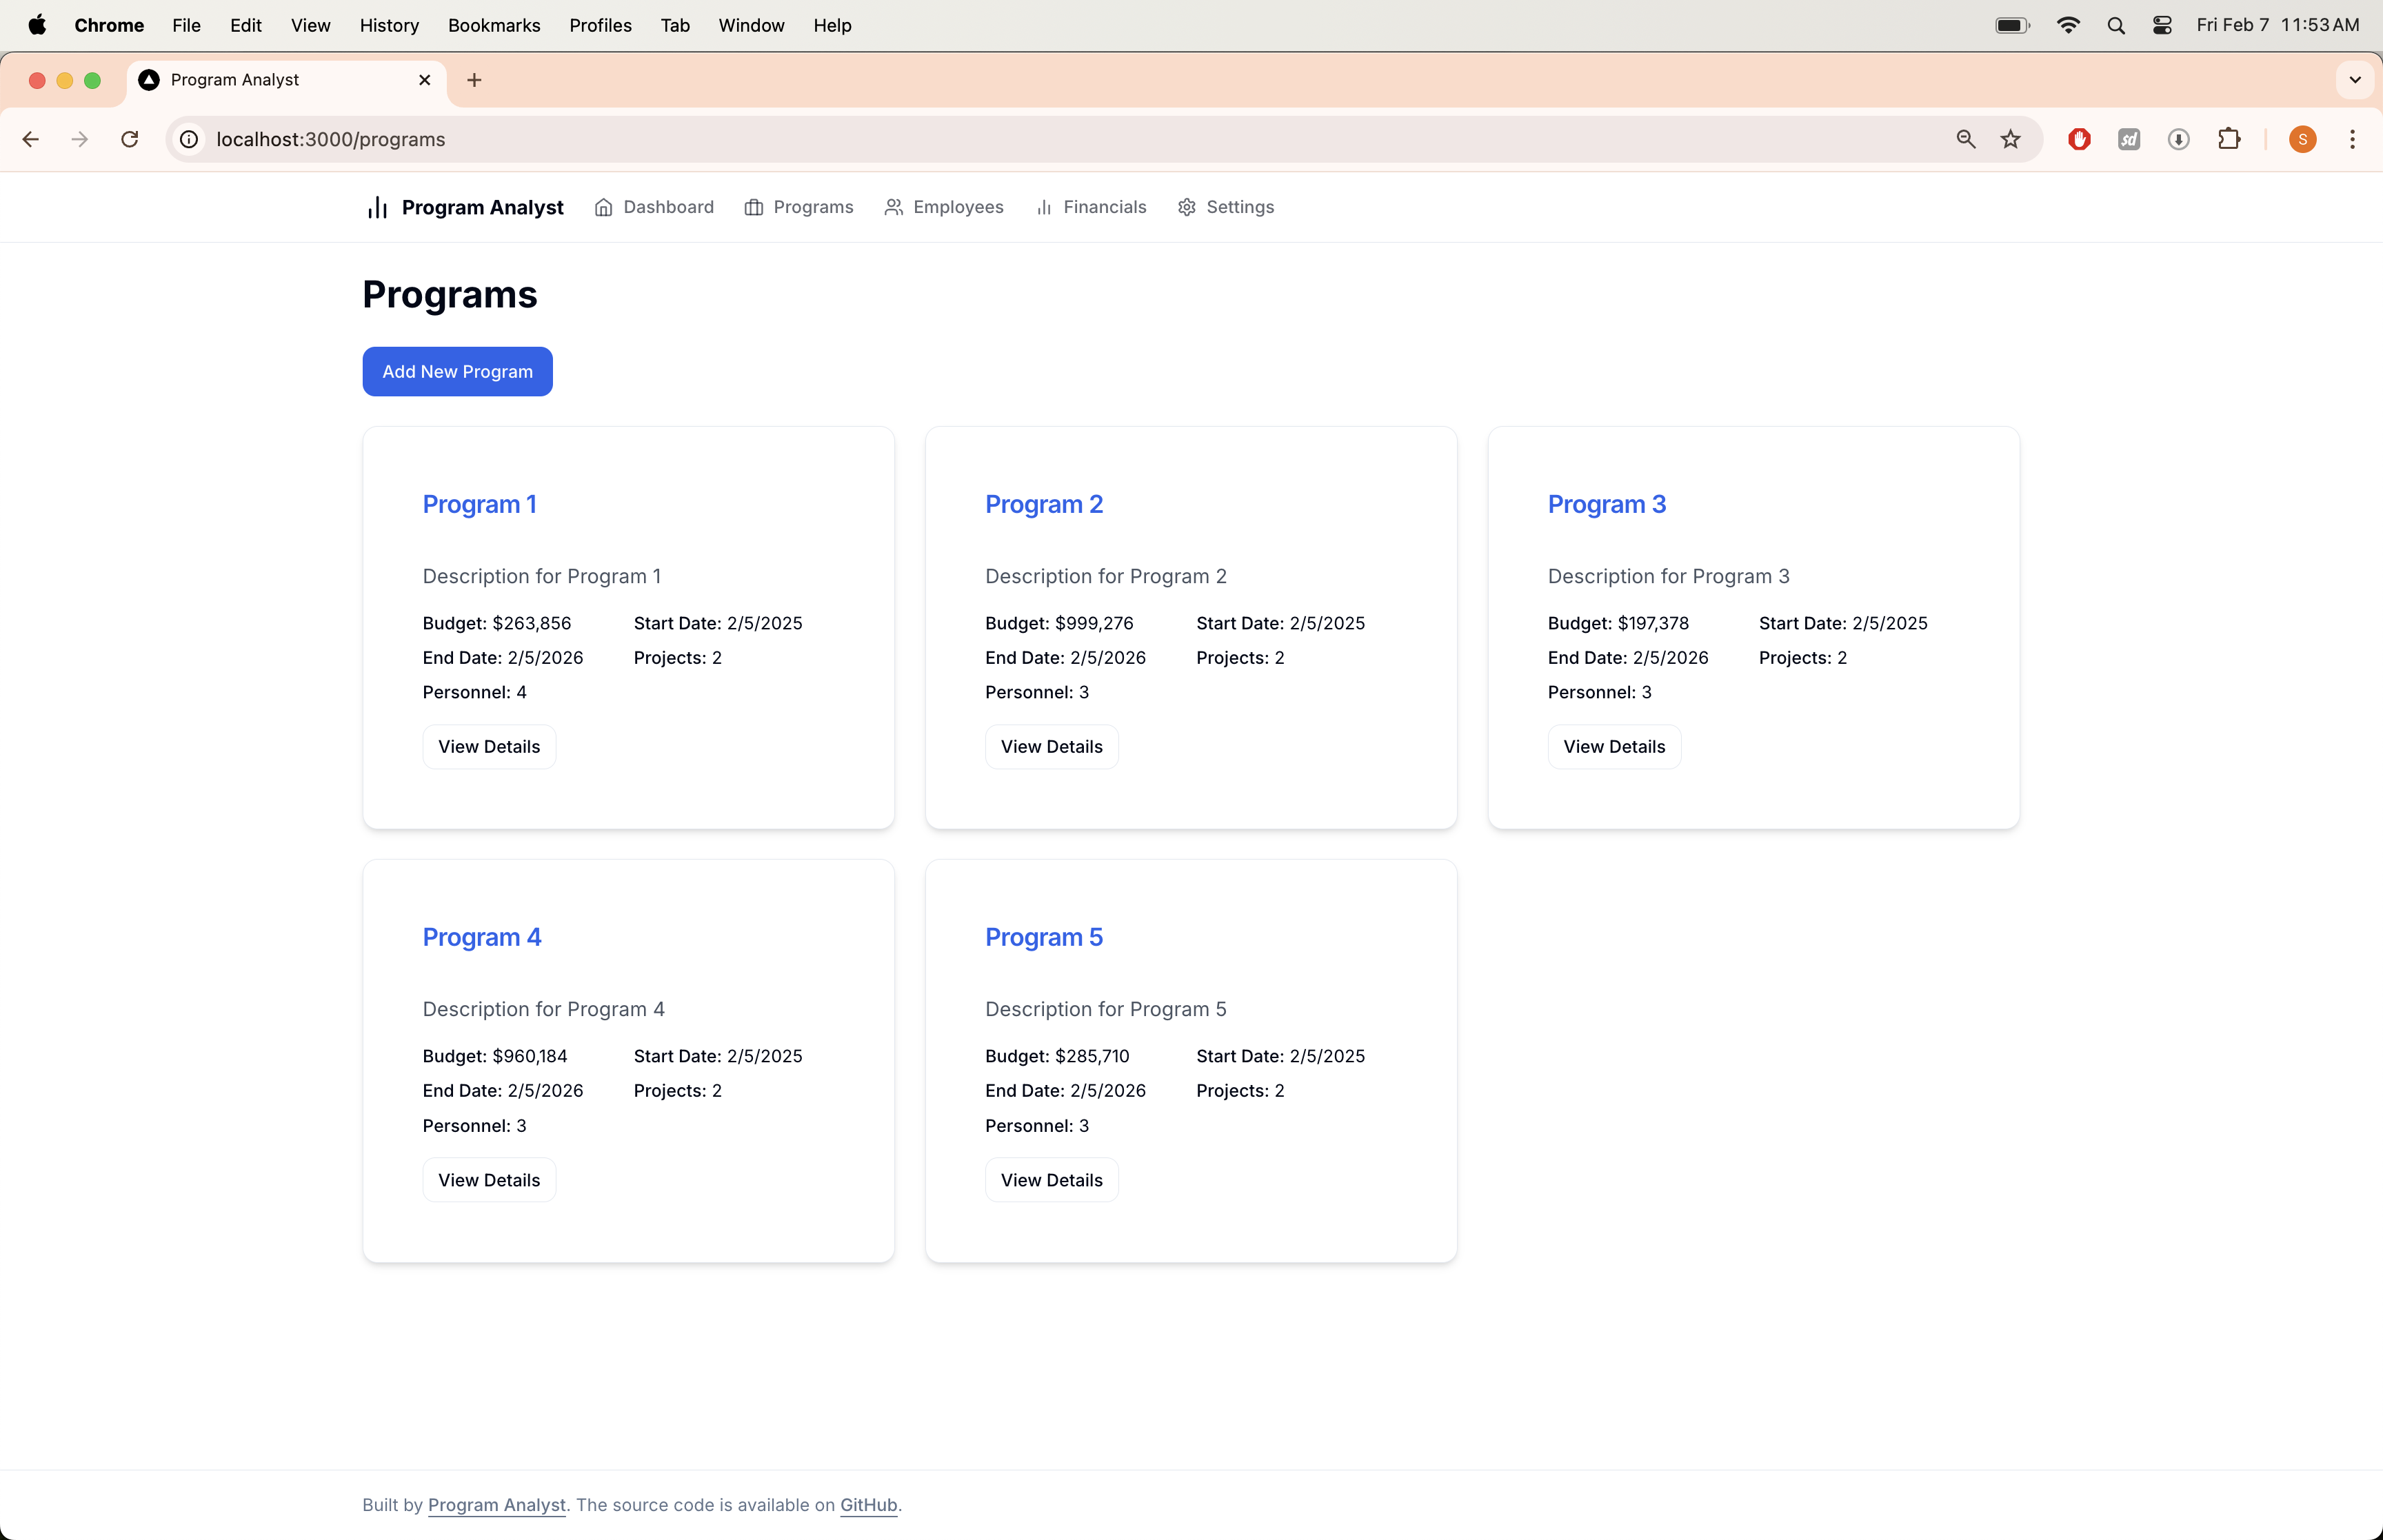 Chrome File Edit View History Bookmarks Profiles Tab Window Help Fri Feb 7 11:53 AM
Program Analyst
localhost:3000/programs sd S
Program Analyst Dashboard Programs Employees Financials Settings
Programs
Add New Program
Program 1
Description for Program 1
Budget: $263,856 Start Date: 2/5/2025
End Date: 2/5/2026 Projects: 2
Personnel: 4
View Details
Program 2
Description for Program 2
Budget: $999,276 Start Date: 2/5/2025
End Date: 2/5/2026 Projects: 2
Personnel: 3
View Details
Program 3
Description for Program 3
Budget: $197,378 Start Date: 2/5/2025
End Date: 2/5/2026 Projects: 2
Personnel: 3
View Details
Program 4
Description for Program 4
Budget: $960,184 Start Date: 2/5/2025
End Date: 2/5/2026 Projects: 2
Personnel: 3
View Details
Program 5
Description for Program 5
Budget: $285,710 Start Date: 2/5/2025
End Date: 2/5/2026 Projects: 2
Personnel: 3
View Details
Built by Program Analyst. The source code is available on GitHub.